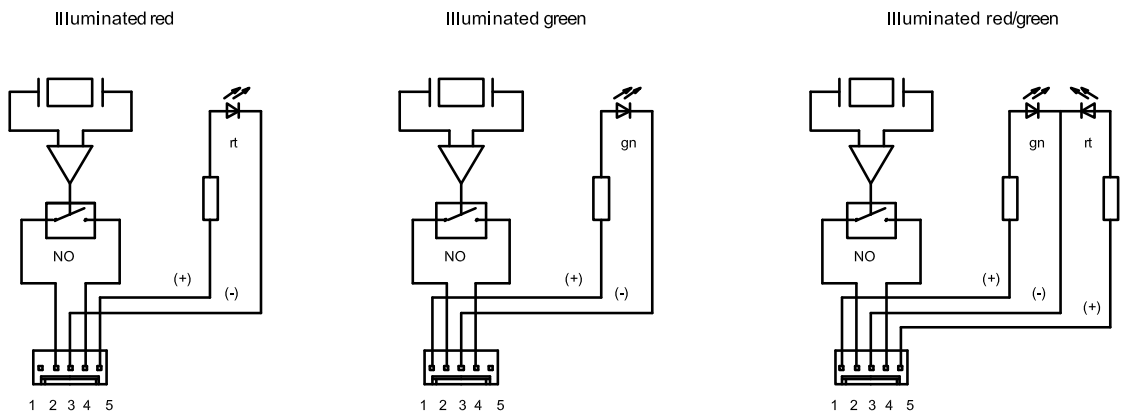 Illuminated red
rt
NO
(+)
(-)
1 2 3 4 5
Illuminated green
gn
NO
(+)
(-)
1 2 3 4 5
Illuminated red/green
gn rt
NO
(+)
(-)
(+)
1 2 3 4 5